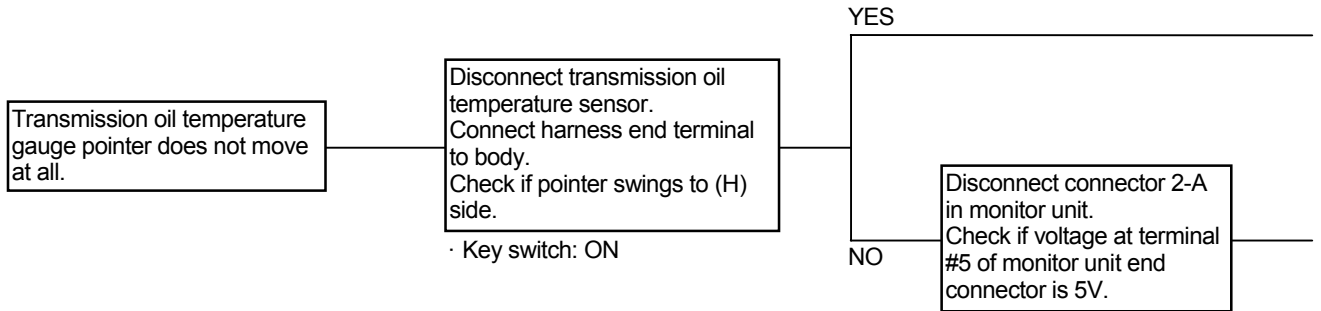 Transmission oil temperature
gauge pointer does not move
at all.
Disconnect transmission oil
temperature sensor.
Connect harness end terminal
to body.
Check if pointer swings to (H)
side.
· Key switch: ON
YES
NO
Disconnect connector 2-A
in monitor unit.
Check if voltage at terminal
#5 of monitor unit end
connector is 5V.